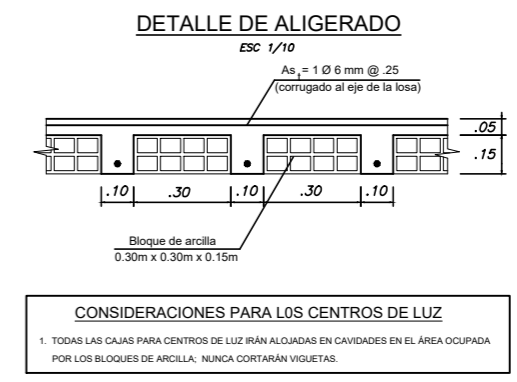 DETALLE DE ALIGERADO
ESC 1/10
As t = 1 Ø 6 mm @ .25
(corrugado al eje de la losa)
.05
.15
.10 .30 .10 .30 .10
Bloque de arcilla
0.30m x 0.30m x 0.15m
CONSIDERACIONES PARA L0S CENTROS DE LUZ
1. TODAS LAS CAJAS PARA CENTROS DE LUZ IRÁN ALOJADAS EN CAVIDADES EN EL ÁREA OCUPADA
POR LOS BLOQUES DE ARCILLA; NUNCA CORTARÁN VIGUETAS.